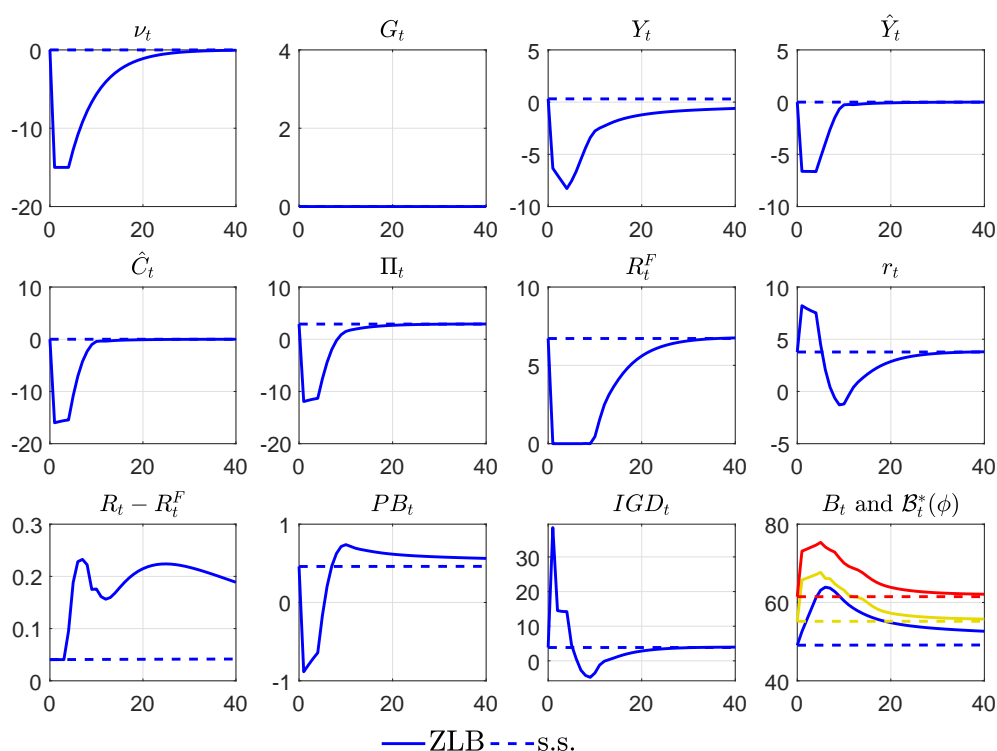 ν_t G_t Y_t Ŷ_t
0 4 5 5
-10 2 0 0
-5 -5
-20 0 -10 -10
0 20 40 0 20 40 0 20 40 0 20 40
Ĉ_t Π_t R_t^F r_t
10 10 10 10
0 0 5 5
-10 -10 0
-20 -20 0 -5
0 20 40 0 20 40 0 20 40 0 20 40
R_t − R_t^F PB_t IGD_t B_t and ℬ_t^*(ϕ)
0.3 1 30 80
0.2 0 20 60
0.1 10
0 -1 0 40
0 20 40 0 20 40 0 20 40 0 20 40
ZLB s.s.